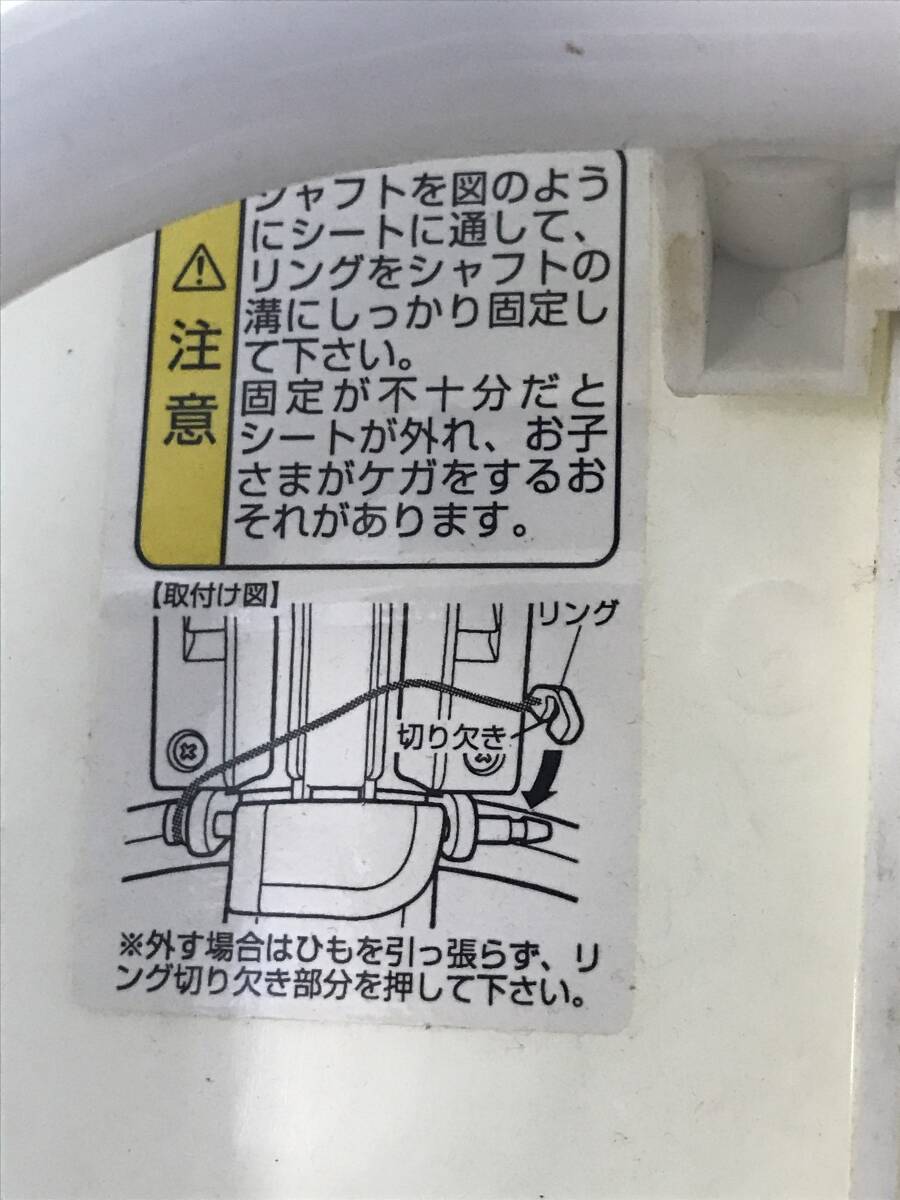 注意
シャフトを図のよう
にシートに通して、
リングをシャフトの
溝にしっかり固定し
て下さい。
固定が不十分だと
シートが外れ、お子
さまがケガをするお
それがあります。
【取付け図】
リング
切り欠き
※外す場合はひもを引っ張らず、リ
ング切り欠き部分を押して下さい。